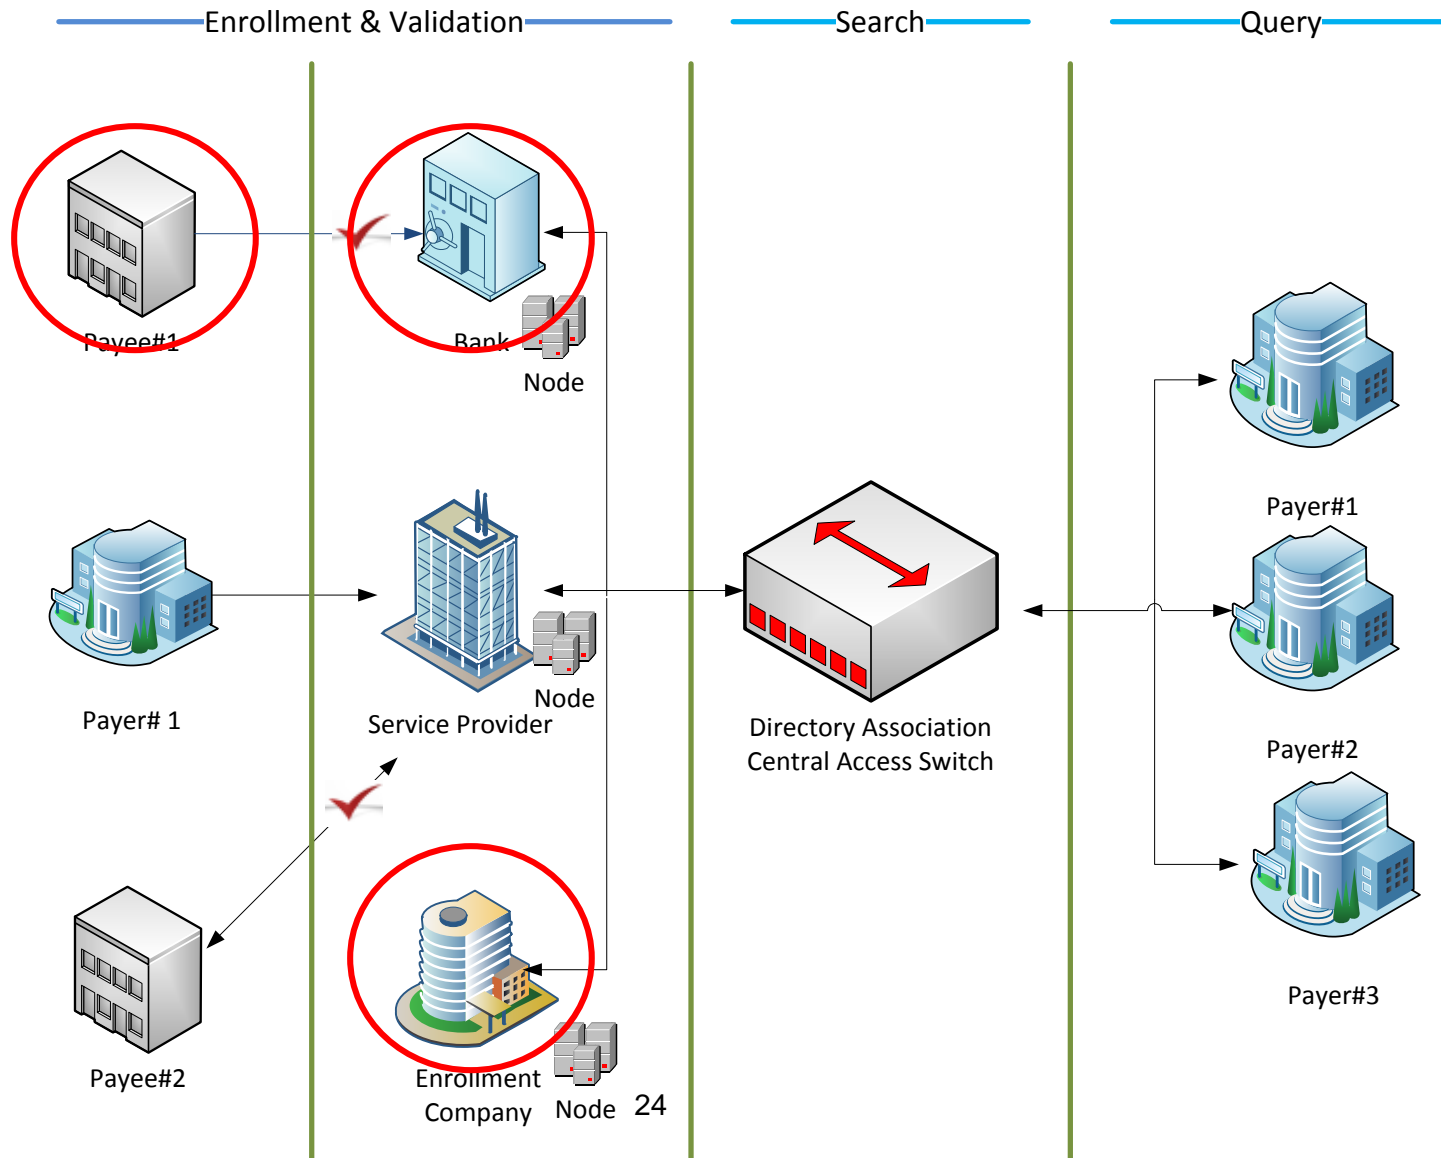 Enrollment & Validation
Search
Query
Payee#1
Bank
Node
Payer#1
Payer# 1
Service Provider
Node
Directory Association
Central Access Switch
Payer#2
Payee#2
Enrollment
Company
Node
24
Payer#3